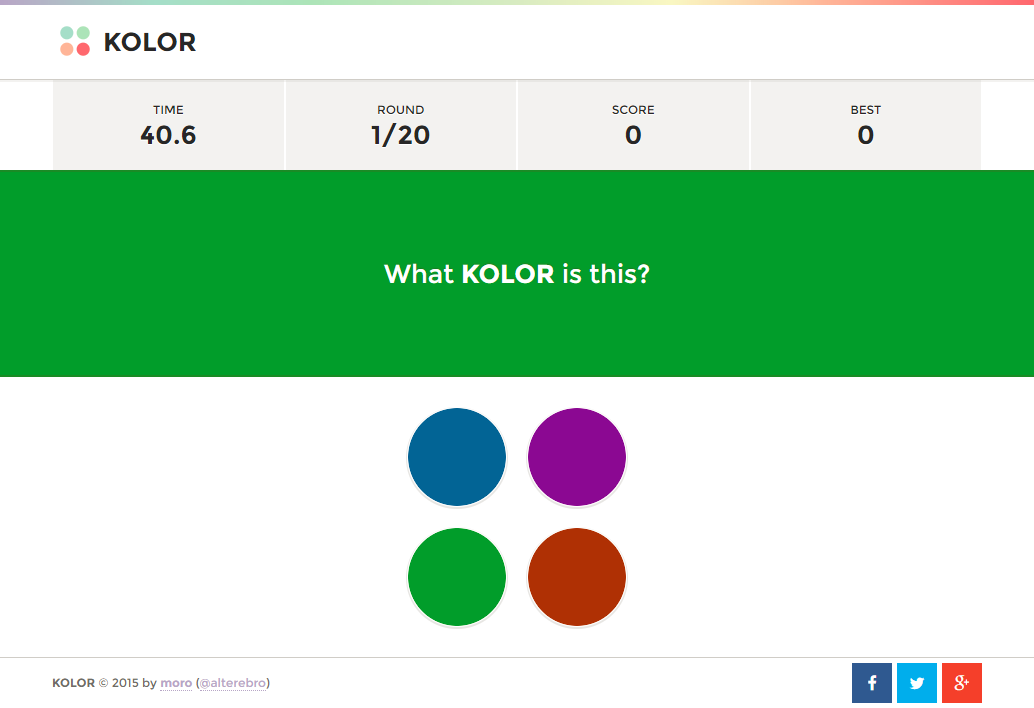 KOLOR
TIME
40.6
ROUND
1/20
SCORE
0
BEST
0
What KOLOR is this?
KOLOR © 2015 by moro (@alterebro)
f
g+